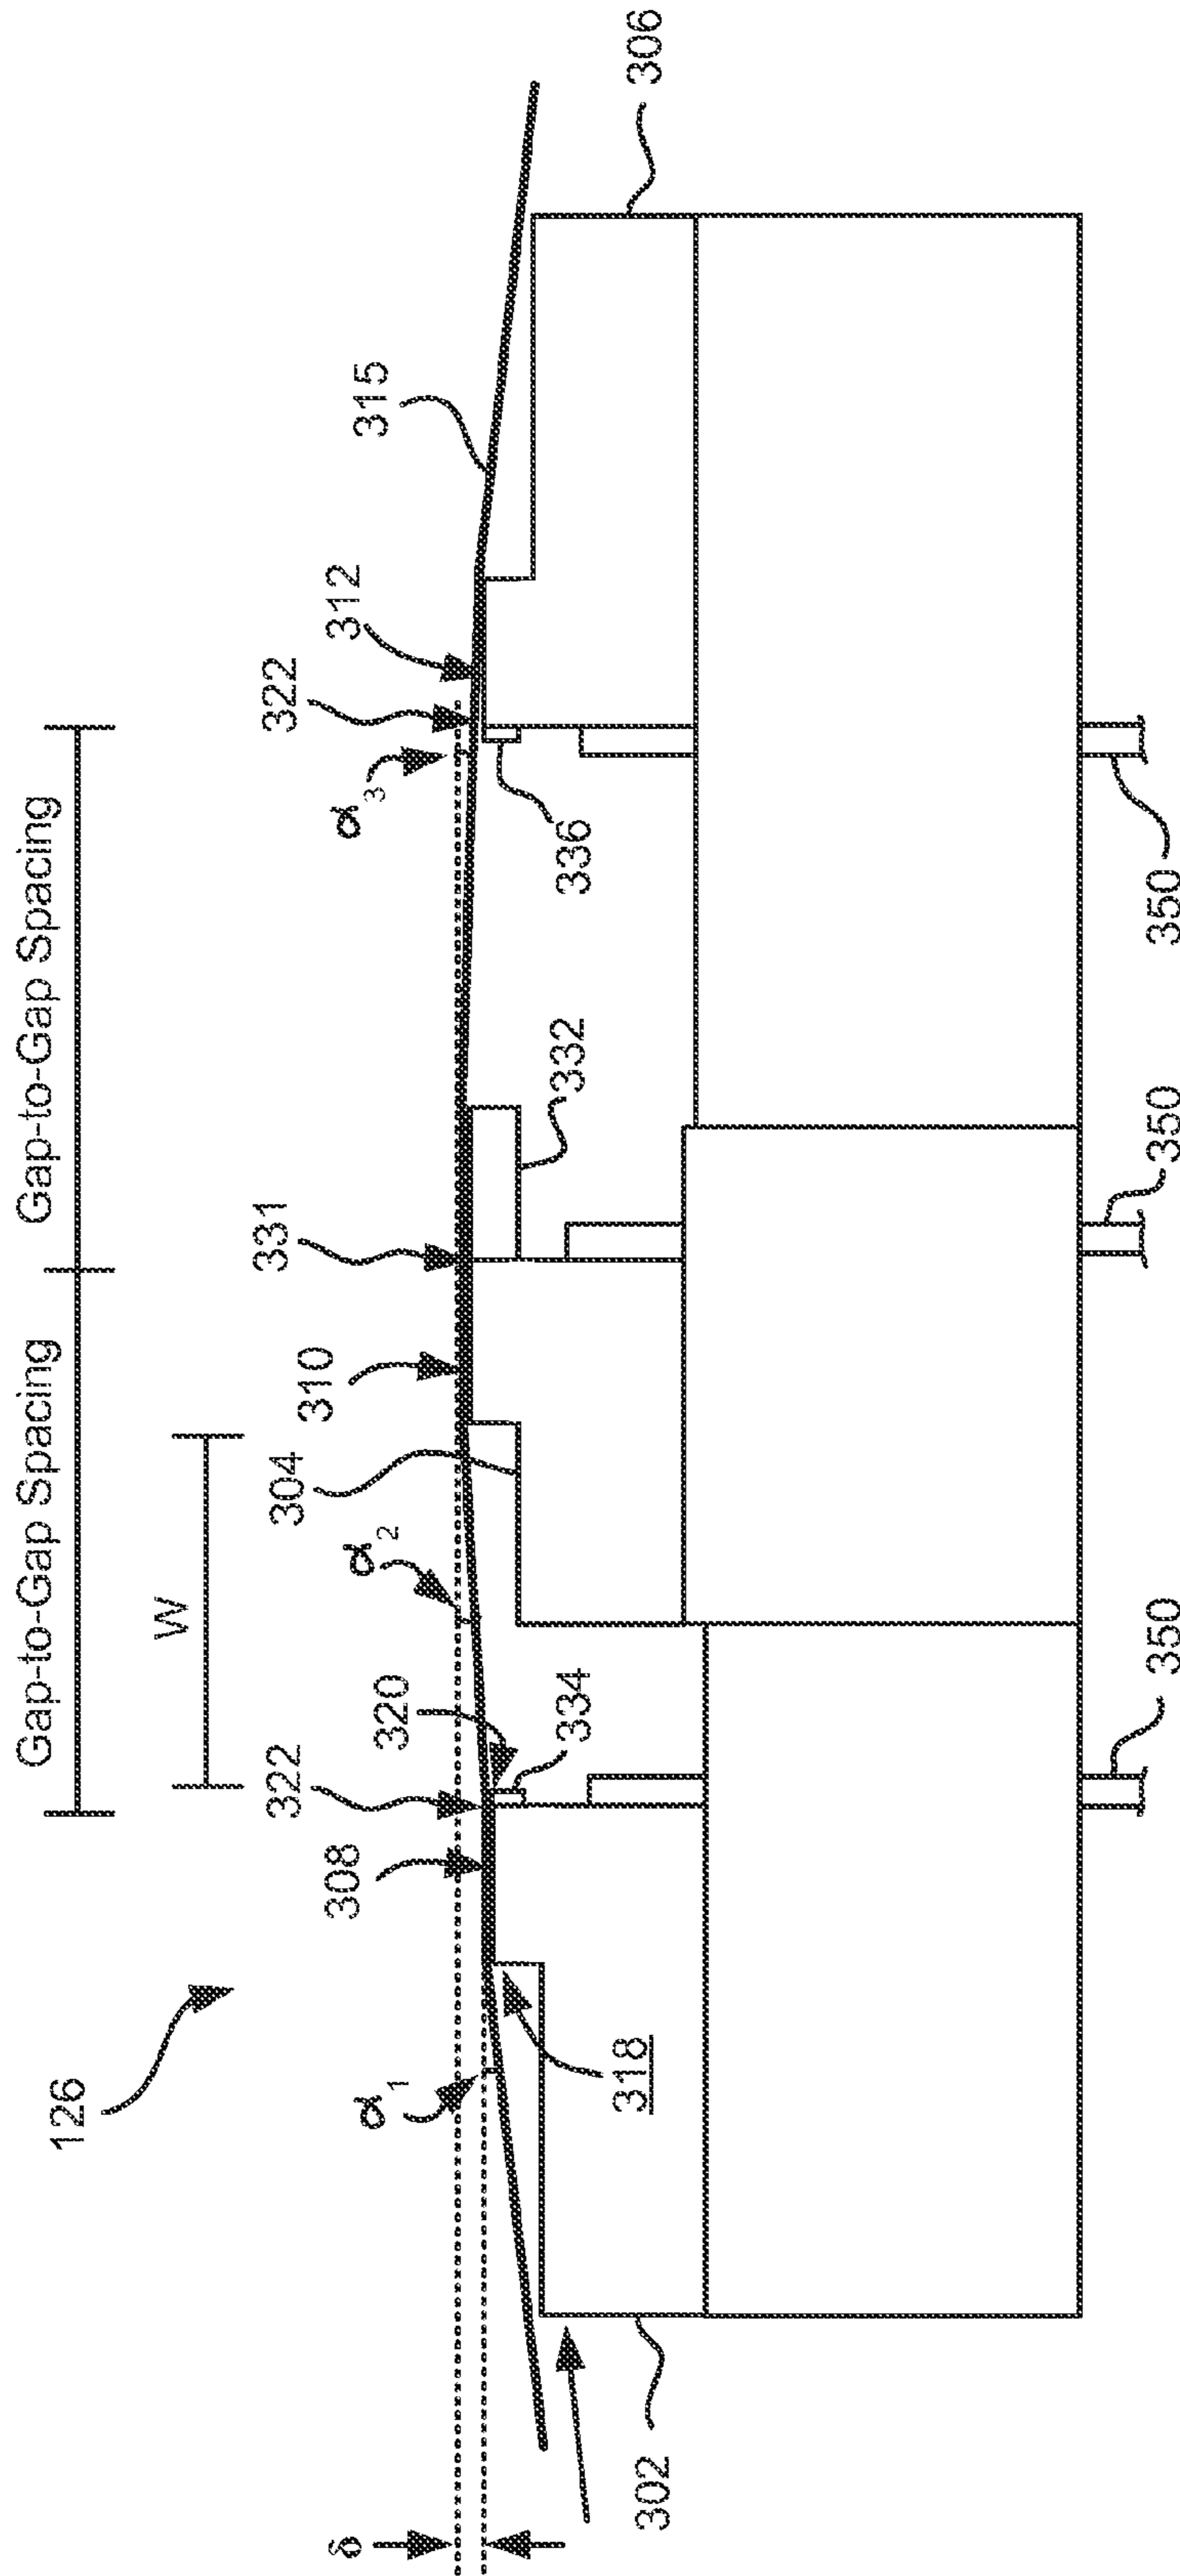 Gap-to-Gap Spacing
Gap-to-Gap Spacing
W
126
δ
α1
308
322
320
334
α2
304
310
331
332
α3
322
312
336
315
306
318
302
350
350
350